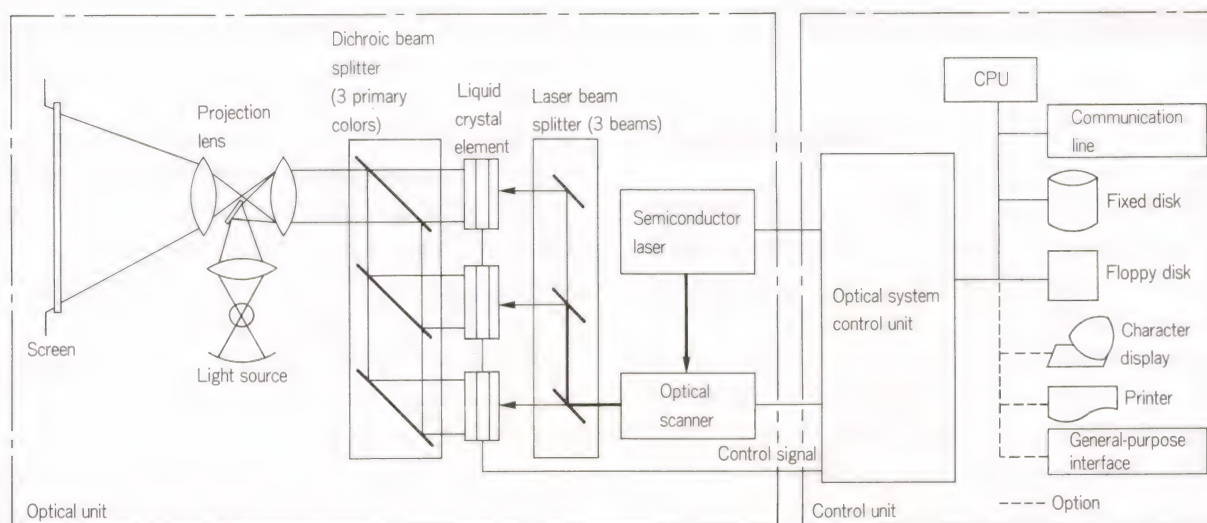 Dichroic beam
splitter
(3 primary
colors)
Projection
lens
Liquid
crystal
element
Laser beam
splitter (3 beams)
Semiconductor
laser
Optical
scanner
Screen
Light source
Control signal
Optical unit
CPU
Optical system
control unit
Communication
line
Fixed disk
Floppy disk
Character
display
Printer
General-purpose
interface
Option
Control unit